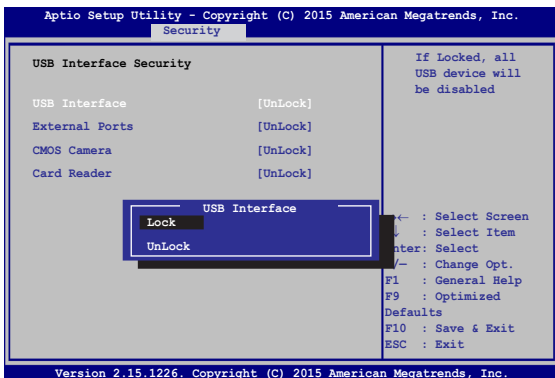 Aptio Setup Utility - Copyright (C) 2015 American Megatrends, Inc.
Security
USB Interface Security
USB Interface [UnLock]
External Ports [UnLock]
CMOS Camera [UnLock]
Card Reader [UnLock]
If Locked, all
USB device will
be disabled
USB Interface
Lock
UnLock
→← : Select Screen
↓ : Select Item
nter: Select
/— : Change Opt.
F1 : General Help
F9 : Optimized
Defaults
F10 : Save & Exit
ESC : Exit
Version 2.15.1226. Copyright (C) 2015 American Megatrends, Inc.